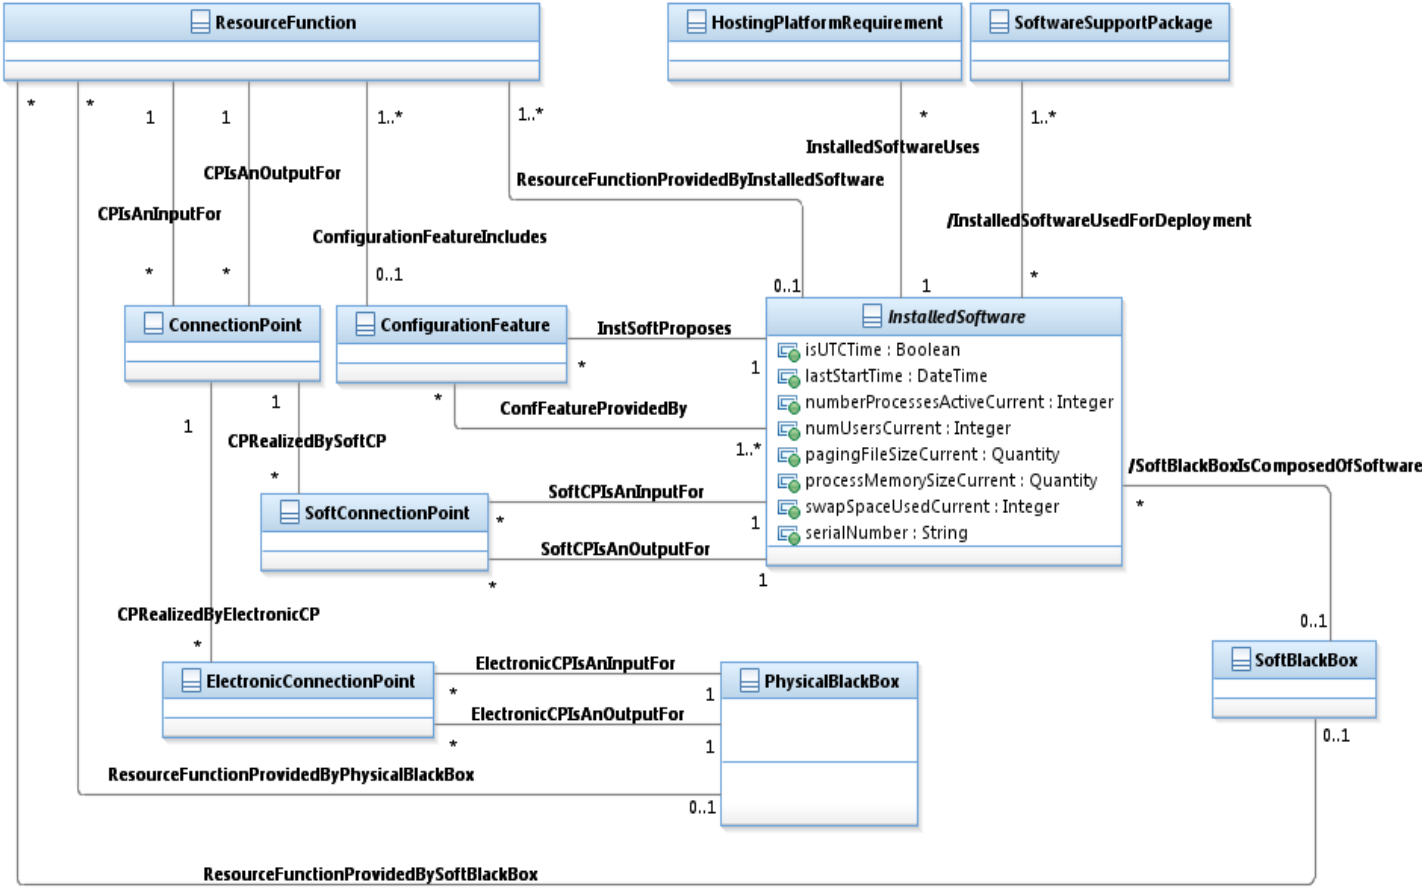 ResourceFunction
HostingPlatformRequirement
SoftwareSupportPackage
*
*
1
1
1..*
1..*
*
1..*
InstalledSoftwareUses
CPIsAnOutputFor
ResourceFunctionProvidedByInstalledSoftware
CPIsAnInputFor
/InstalledSoftwareUsedForDeployment
ConfigurationFeatureIncludes
*
*
0..1
0..1
1
*
ConnectionPoint
ConfigurationFeature
InstSoftProposes
*
1
InstalledSoftware
isUTCTime : Boolean
lastStartTime : DateTime
numberProcessesActiveCurrent : Integer
numUsersCurrent : Integer
pagingFileSizeCurrent : Quantity
processMemorySizeCurrent : Quantity
swapSpaceUsedCurrent : Integer
serialNumber : String
1
1
*
ConfFeatureProvidedBy
1..*
CPRealizedBySoftCP
*
/SoftBlackBoxIsComposedOfSoftware
*
SoftConnectionPoint
SoftCPIsAnInputFor
*
1
SoftCPIsAnOutputFor
*
1
CPRealizedByElectronicCP
*
0..1
ElectronicConnectionPoint
ElectronicCPIsAnInputFor
*
1
PhysicalBlackBox
SoftBlackBox
ElectronicCPIsAnOutputFor
*
1
0..1
ResourceFunctionProvidedByPhysicalBlackBox
0..1
ResourceFunctionProvidedBySoftBlackBox